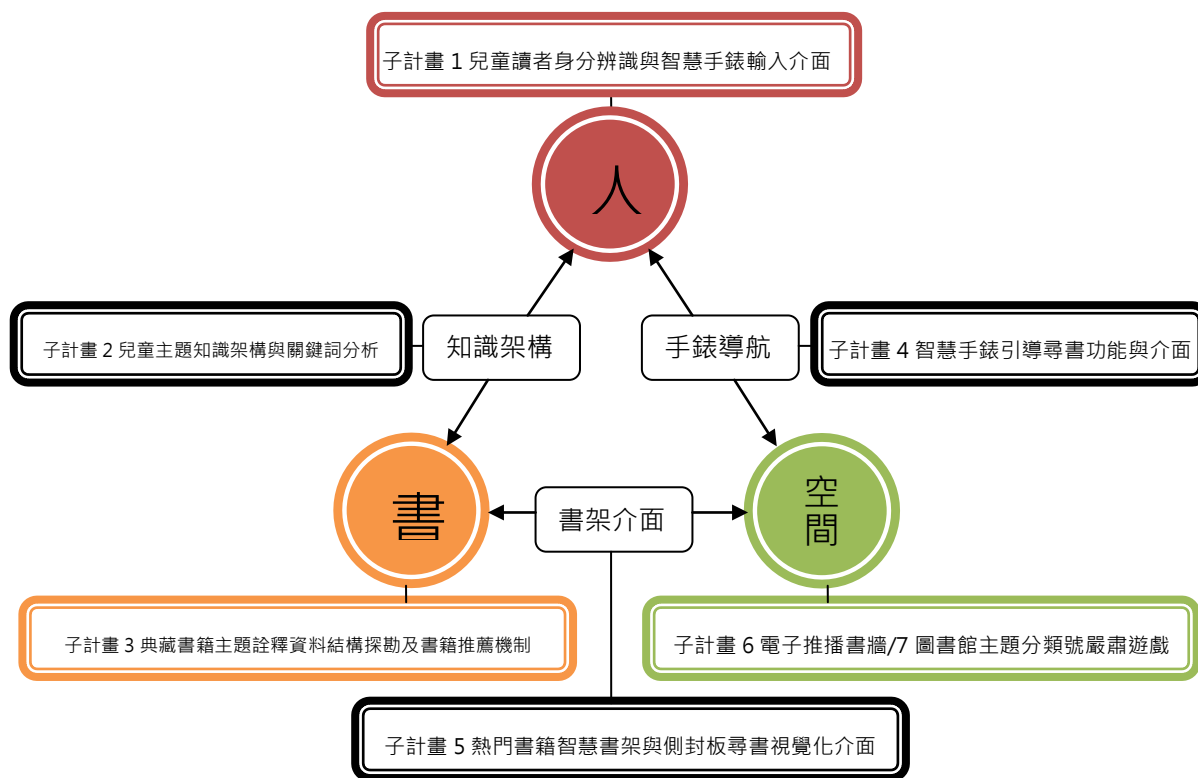 子計畫 1 兒童讀者身分辨識與智慧手錶輸入介面
人
子計畫 2 兒童主題知識架構與關鍵詞分析
知識架構
手錶導航
子計畫 4 智慧手錶引導尋書功能與介面
書
書架介面
空
間
子計畫 3 典藏書籍主題詮釋資料結構探勘及書籍推薦機制
子計畫 6 電子推播書牆/7 圖書館主題分類號嚴肅遊戲
子計畫 5 熱門書籍智慧書架與側封板尋書視覺化介面